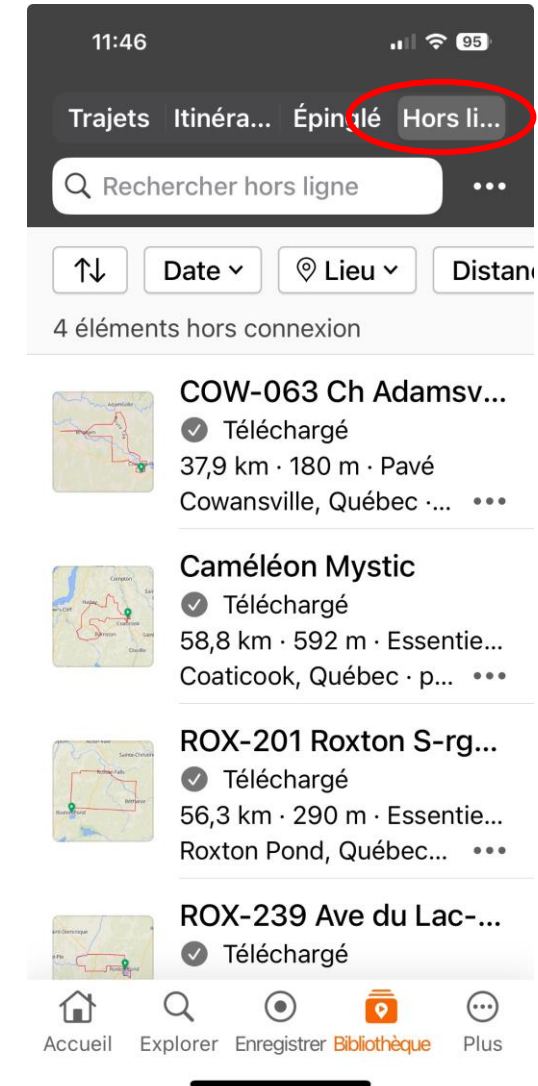 11:46 95
Trajets Itinéra... Épinglé Hors li...
Rechercher hors ligne
Date Lieu Distan
4 éléments hors connexion
COW-063 Ch Adamsv...
Téléchargé
37,9 km · 180 m · Pavé
Cowansville, Québec ·...
Caméléon Mystic
Téléchargé
58,8 km · 592 m · Essentie...
Coaticook, Québec · p...
ROX-201 Roxton S-rg...
Téléchargé
56,3 km · 290 m · Essentie...
Roxton Pond, Québec...
ROX-239 Ave du Lac-...
Téléchargé
Accueil Explorer Enregistrer Bibliothèque Plus